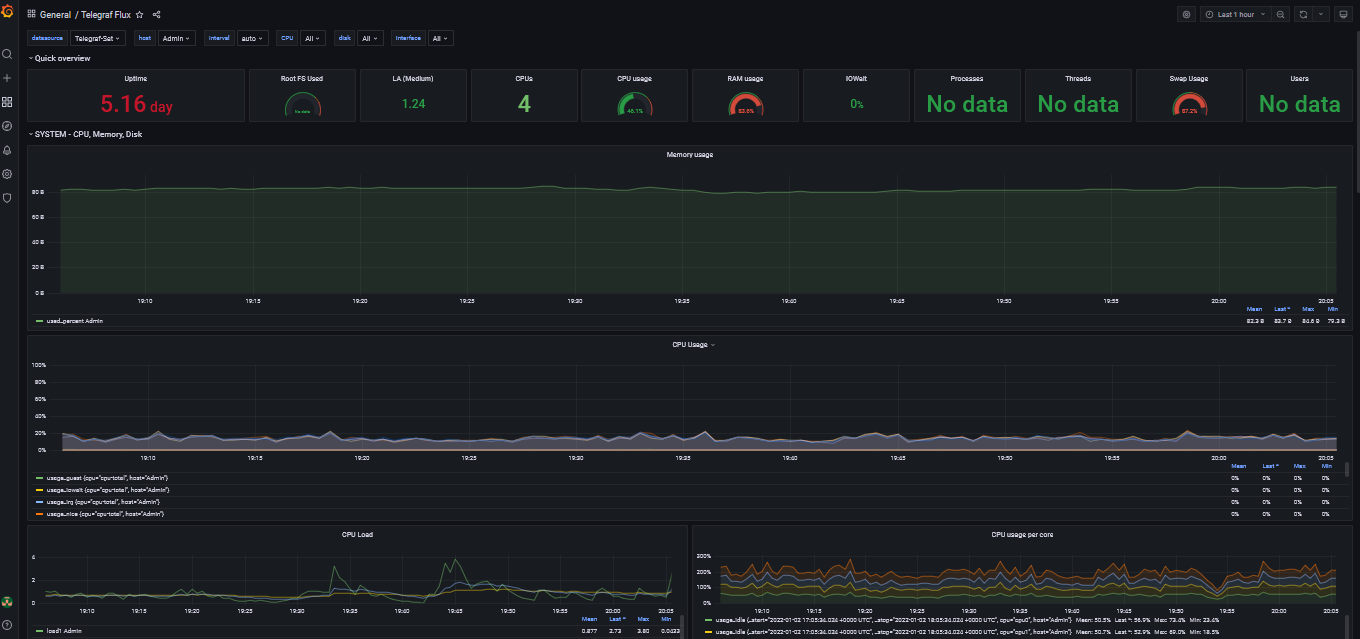 General / Telegraf Flux
Last 1 hour
datasource Telegraf-Set host Admin Interval auto CPU All disk All Interface All
Quick overview
Uptime Root FS Used LA (Medium) CPUs CPU usage RAM usage IOWait Processes Threads Swap Usage Users
5.16 day No data 1.24 4 46.1% 83.6% 0% No data No data 67.2% No data
SYSTEM - CPU, Memory, Disk
Memory usage
80 B
60 B
40 B
20 B
0 B
19:10 19:15 19:20 19:25 19:30 19:35 19:40 19:45 19:50 19:55 20:00 20:05
Mean Last * Max Min
used_percent Admin 82.3 B 83.7 B 84.6 B 79.3 B
CPU Usage
100%
80%
60%
40%
20%
0%
19:10 19:15 19:20 19:25 19:30 19:35 19:40 19:45 19:50 19:55 20:00 20:05
Mean Last * Max Min
usage_guest {cpu="cpu-total", host="Admin"} 0% 0% 0% 0%
usage_iowait {cpu="cpu-total", host="Admin"} 0% 0% 0% 0%
usage_irq {cpu="cpu-total", host="Admin"} 0% 0% 0% 0%
usage_nice {cpu="cpu-total", host="Admin"} 0% 0% 0% 0%
CPU Load
4
2
0
19:10 19:15 19:20 19:25 19:30 19:35 19:40 19:45 19:50 19:55 20:00 20:05
Mean Last * Max Min
load1 Admin 0.877 2.73 3.80 0.0433
CPU usage per core
300%
200%
100%
0%
19:10 19:15 19:20 19:25 19:30 19:35 19:40 19:45 19:50 19:55 20:00 20:05
usage_idle {_start="2022-01-02 17:05:34.024 +0000 UTC", _stop="2022-01-02 18:05:34.024 +0000 UTC", cpu="cpu0", host="Admin"} Mean: 50.5% Last *: 56.9% Max: 73.4% Min: 23.4%
usage_idle {_start="2022-01-02 17:05:34.024 +0000 UTC", _stop="2022-01-02 18:05:34.024 +0000 UTC", cpu="cpu1", host="Admin"} Mean: 50.7% Last *: 52.9% Max: 69.0% Min: 18.5%